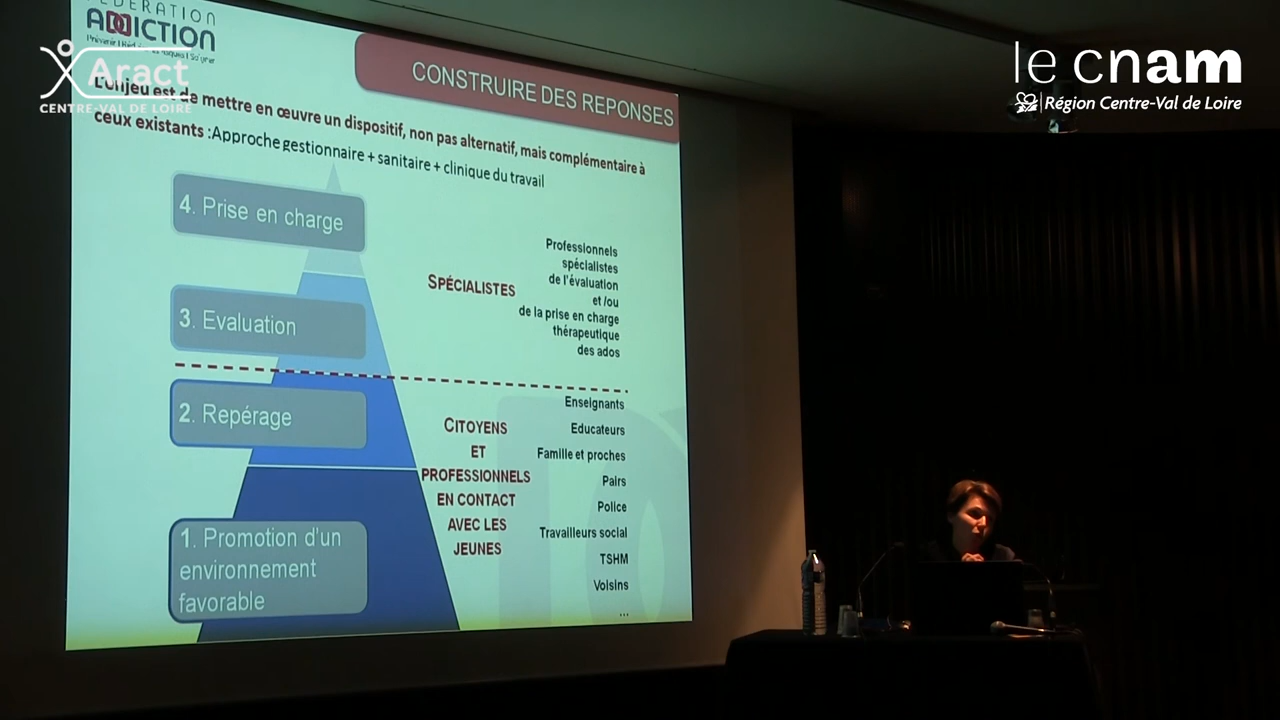 FÉDÉRATION
ADDICTION
Aract
CENTRE-VAL DE LOIRE
le cnam
Région Centre-Val de Loire
CONSTRUIRE DES REPONSES
L'enjeu est de mettre en œuvre un dispositif, non pas alternatif, mais complémentaire à
ceux existants :Approche gestionnaire + sanitaire + clinique du travail
4. Prise en charge
3. Evaluation
2. Repérage
1. Promotion d'un
environnement
favorable
SPÉCIALISTES
Professionnels
spécialistes
de l'évaluation
et /ou
de la prise en charge
thérapeutique
des ados
CITOYENS
ET
PROFESSIONNELS
EN CONTACT
AVEC LES
JEUNES
Enseignants
Educateurs
Famille et proches
Pairs
Police
Travailleurs social
TSHM
Voisins
...